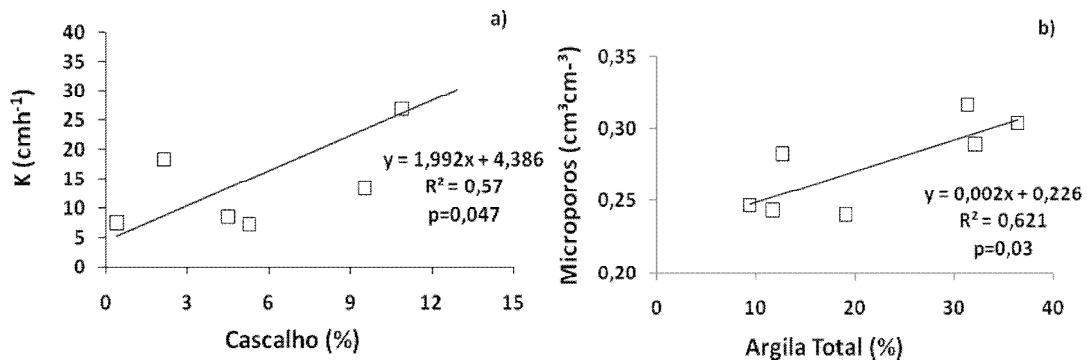 a)
K (cmh⁻¹)
40
35
30
25
20
15
10
5
0
y = 1,992x + 4,386
R² = 0,57
p=0,047
0 3 6 9 12 15
Cascalho (%)
b)
Microporos (cm³cm-³)
0,35
0,30
0,25
0,20
y = 0,002x + 0,226
R² = 0,621
p=0,03
0 10 20 30 40
Argila Total (%)